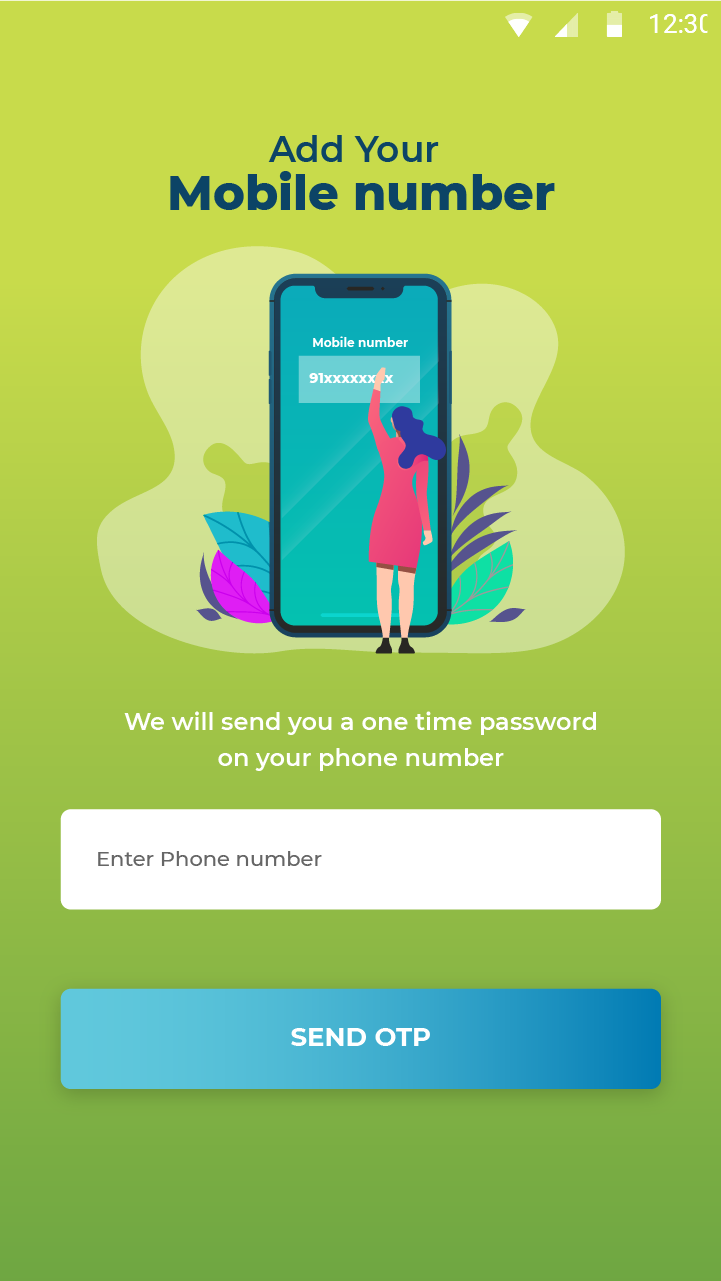 12:30
Add Your
Mobile number
Mobile number
91xxxxxxxx
We will send you a one time password
on your phone number
Enter Phone number
SEND OTP